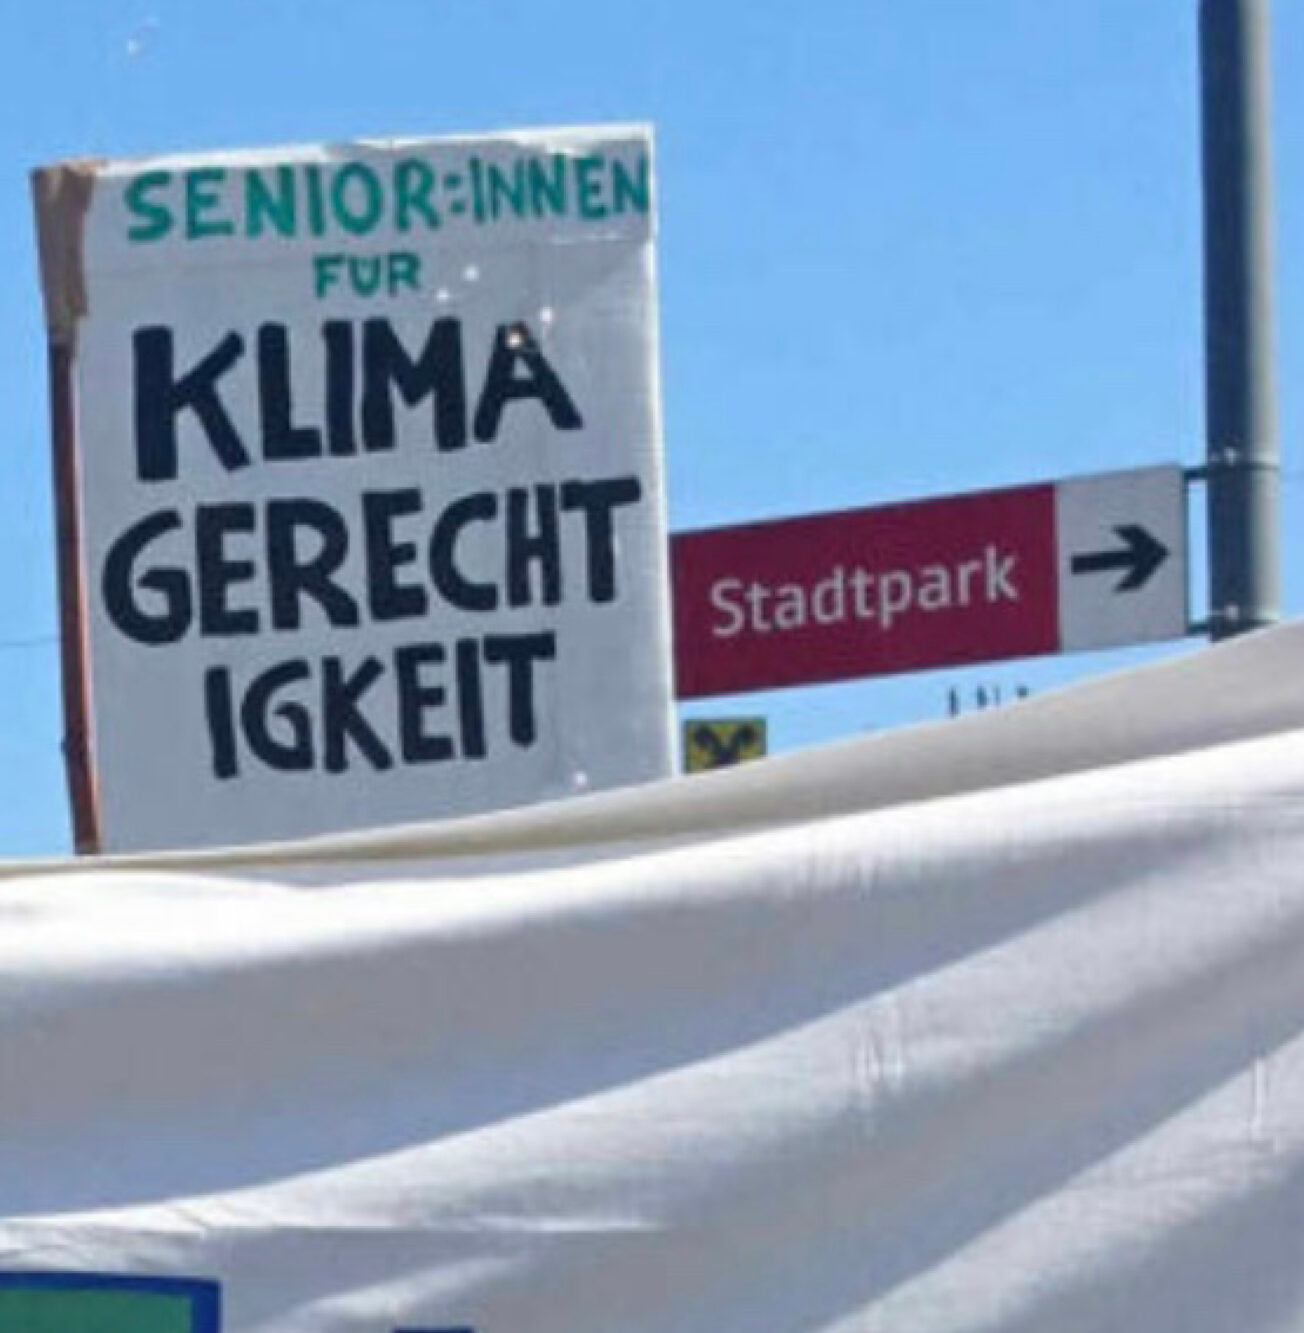 SENIOR:INNEN
FÜR
KLIMA
GERECHT
IGKEIT
Stadtpark